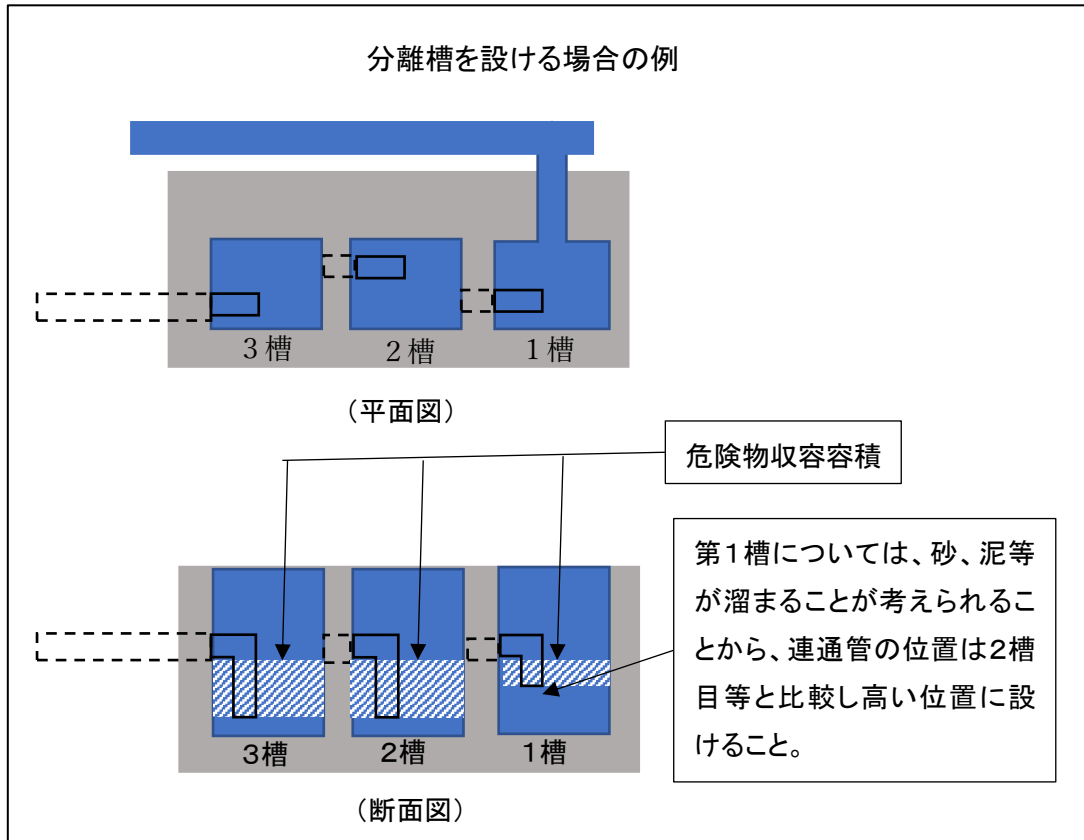 分離槽を設ける場合の例
3槽 2槽 1槽
（平面図）
危険物収容容積
第1槽については、砂、泥等
が溜まることが考えられるこ
とから、連通管の位置は2槽
目等と比較し高い位置に設
けること。
3槽 2槽 1槽
（断面図）